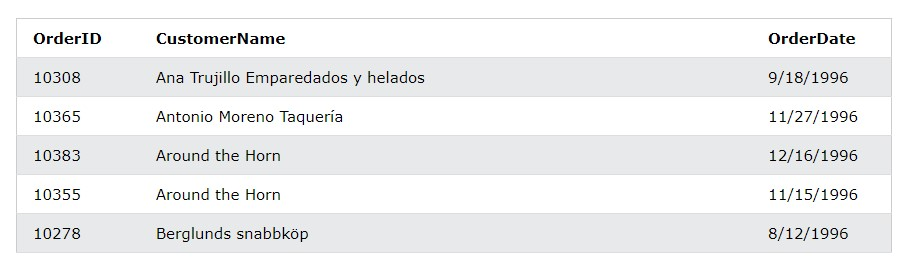 OrderID CustomerName OrderDate
10308 Ana Trujillo Emparedados y helados 9/18/1996
10365 Antonio Moreno Taquería 11/27/1996
10383 Around the Horn 12/16/1996
10355 Around the Horn 11/15/1996
10278 Berglunds snabbköp 8/12/1996